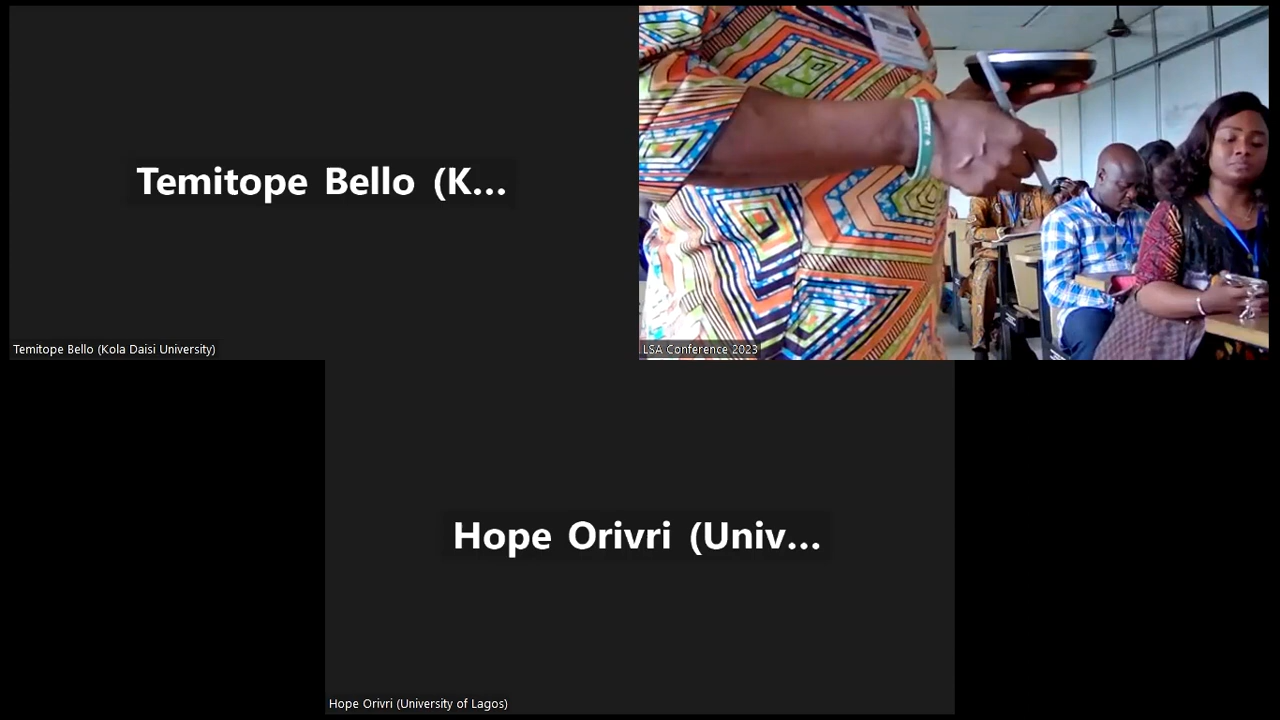 Temitope Bello (K...
Temitope Bello (Kola Daisi University)
LSA Conference 2023
Hope Orivri (Univ...
Hope Orivri (University of Lagos)